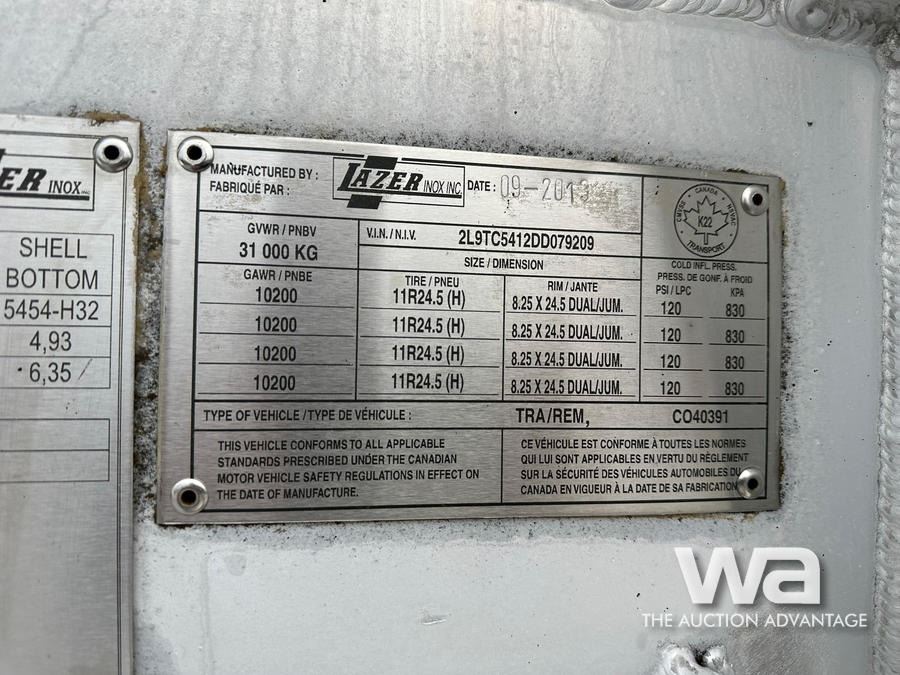 ZER INOX INC.
SHELL
BOTTOM
5454-H32
4,93
6,35
MANUFACTURED BY :
FABRIQUÉ PAR :
LAZER INOX INC.
DATE : 09-2013
CANADA
K22
TRANSPORT
GVWR / PNBV
31 000 KG
V.I.N. / N.I.V. 2L9TC5412DD079209
SIZE / DIMENSION
COLD INFL. PRESS.
PRESS. DE GONF. À FROID
GAWR / PNBE TIRE / PNEU RIM / JANTE PSI / LPC KPA
10200 11R24.5 (H) 8.25 X 24.5 DUAL/JUM. 120 830
10200 11R24.5 (H) 8.25 X 24.5 DUAL/JUM. 120 830
10200 11R24.5 (H) 8.25 X 24.5 DUAL/JUM. 120 830
10200 11R24.5 (H) 8.25 X 24.5 DUAL/JUM. 120 830
TYPE OF VEHICLE / TYPE DE VÉHICULE : TRA/REM, CO40391
THIS VEHICLE CONFORMS TO ALL APPLICABLE
STANDARDS PRESCRIBED UNDER THE CANADIAN
MOTOR VEHICLE SAFETY REGULATIONS IN EFFECT ON
THE DATE OF MANUFACTURE.
CE VÉHICULE EST CONFORME À TOUTES LES NORMES
QUI LUI SONT APPLICABLES EN VERTU DU RÈGLEMENT
SUR LA SÉCURITÉ DES VÉHICULES AUTOMOBILES DU
CANADA EN VIGUEUR À LA DATE DE SA FABRICATION
wa
THE AUCTION ADVANTAGE